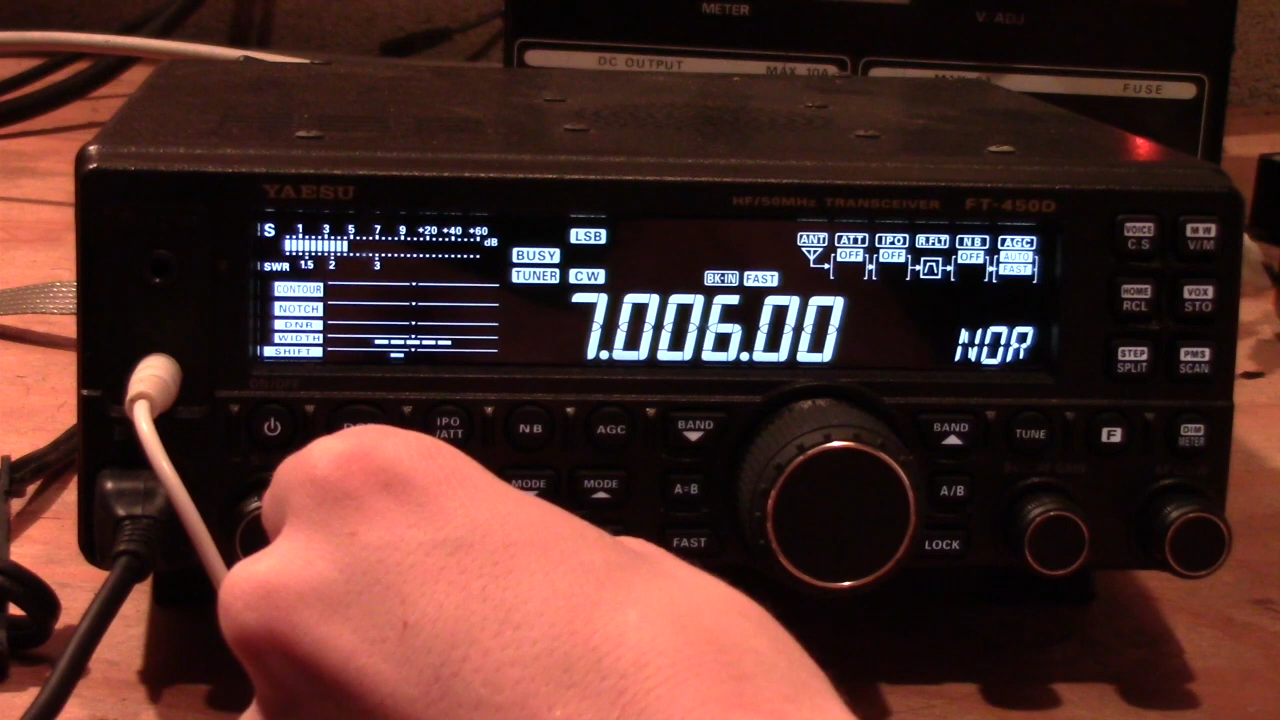 METER
V ADJ
DC OUTPUT
MAX 10A
FUSE
YAESU
HF/50MHz TRANSCEIVER FT-450D
S 1 3 5 7 9 +20 +40 +60 dB
SWR 1.5 2 3
LSB
BUSY
TUNER CW
BK-IN FAST
ANT ATT IPO R.FLT NB AGC
OFF OFF OFF AUTO
FAST
CONTOUR
NOTCH
DNR
WIDTH
SHIFT
7.006.00
NOR
VOICE MW
C.S V/M
HOME VOX
RCL STO
STEP PMS
SPLIT SCAN
ON/OFF
IPO
/ATT
NB
AGC
BAND
BAND
TUNE
F
DIM
METER
MODE
MODE
A=B
A/B
FAST
LOCK